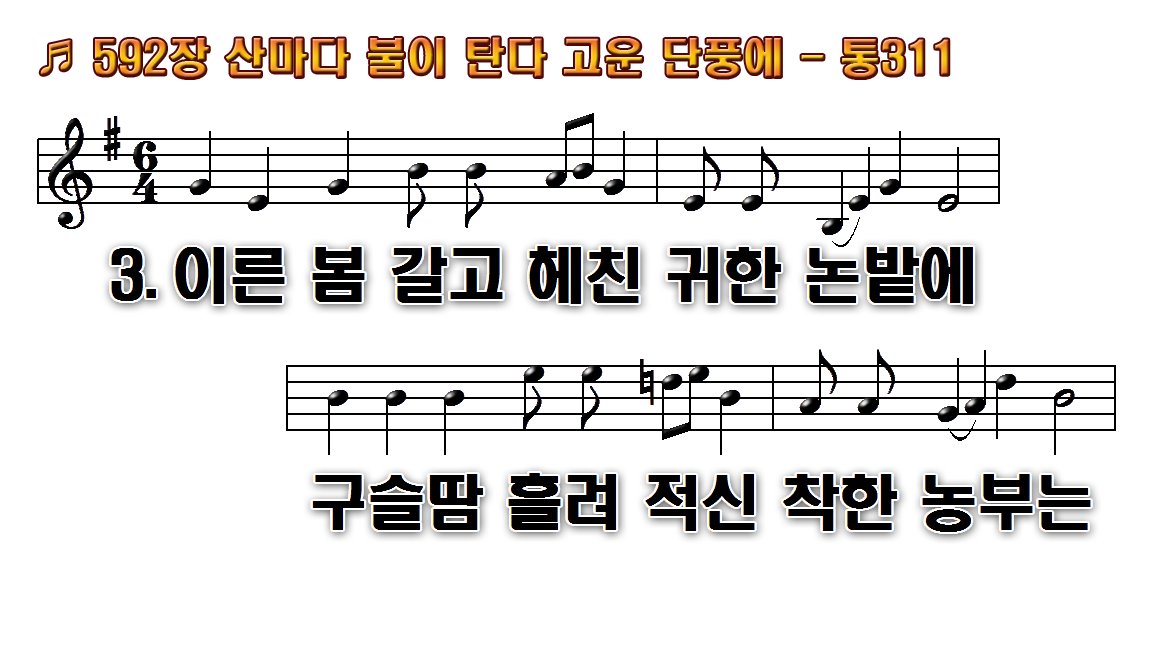 ♬ 592장 산마다 불이 탄다 고운 단풍에 - 통311
6
4
3. 이른 봄 갈고 헤친 귀한 논밭에
구슬땀 흘려 적신 착한 농부는